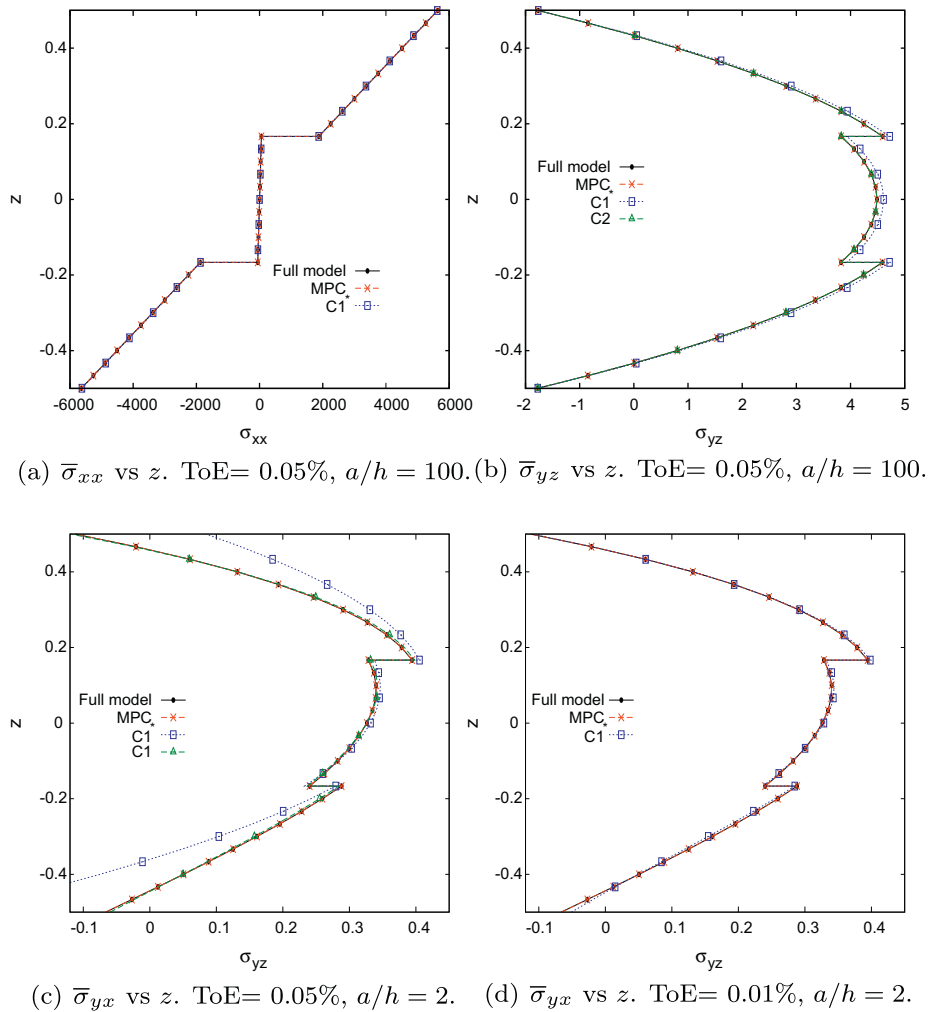 0.4
0.2
0
-0.2
-0.4
z
-6000 -4000 -2000 0 2000 4000 6000
σxx
Full model
MPC
C1*
(a) σ̅xx vs z. ToE= 0.05%, a/h = 100.
0.4
0.2
0
-0.2
-0.4
z
-2 -1 0 1 2 3 4 5
σyz
Full model
MPC
C1*
C2
(b) σ̅yz vs z. ToE= 0.05%, a/h = 100.
0.4
0.2
0
-0.2
-0.4
z
-0.1 0 0.1 0.2 0.3 0.4
σyz
Full model
MPC
C1*
C1
(c) σ̅yx vs z. ToE= 0.05%, a/h = 2.
0.4
0.2
0
-0.2
-0.4
z
-0.1 0 0.1 0.2 0.3 0.4
σyz
Full model
MPC
C1*
(d) σ̅yx vs z. ToE= 0.01%, a/h = 2.